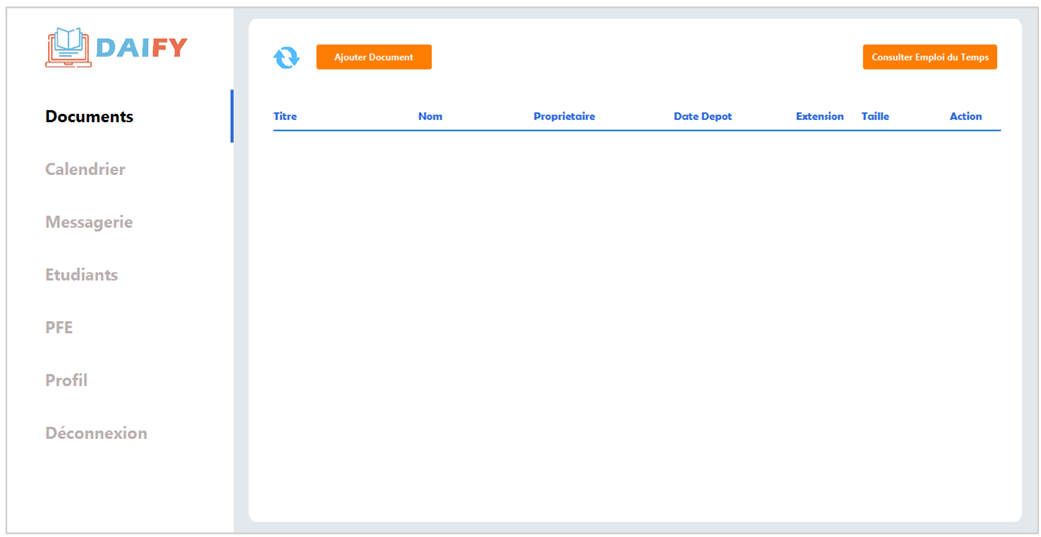 DAIFY
Documents
Calendrier
Messagerie
Etudiants
PFE
Profil
Déconnexion
Ajouter Document
Consulter Emploi du Temps
Titre Nom Proprietaire Date Depot Extension Taille Action